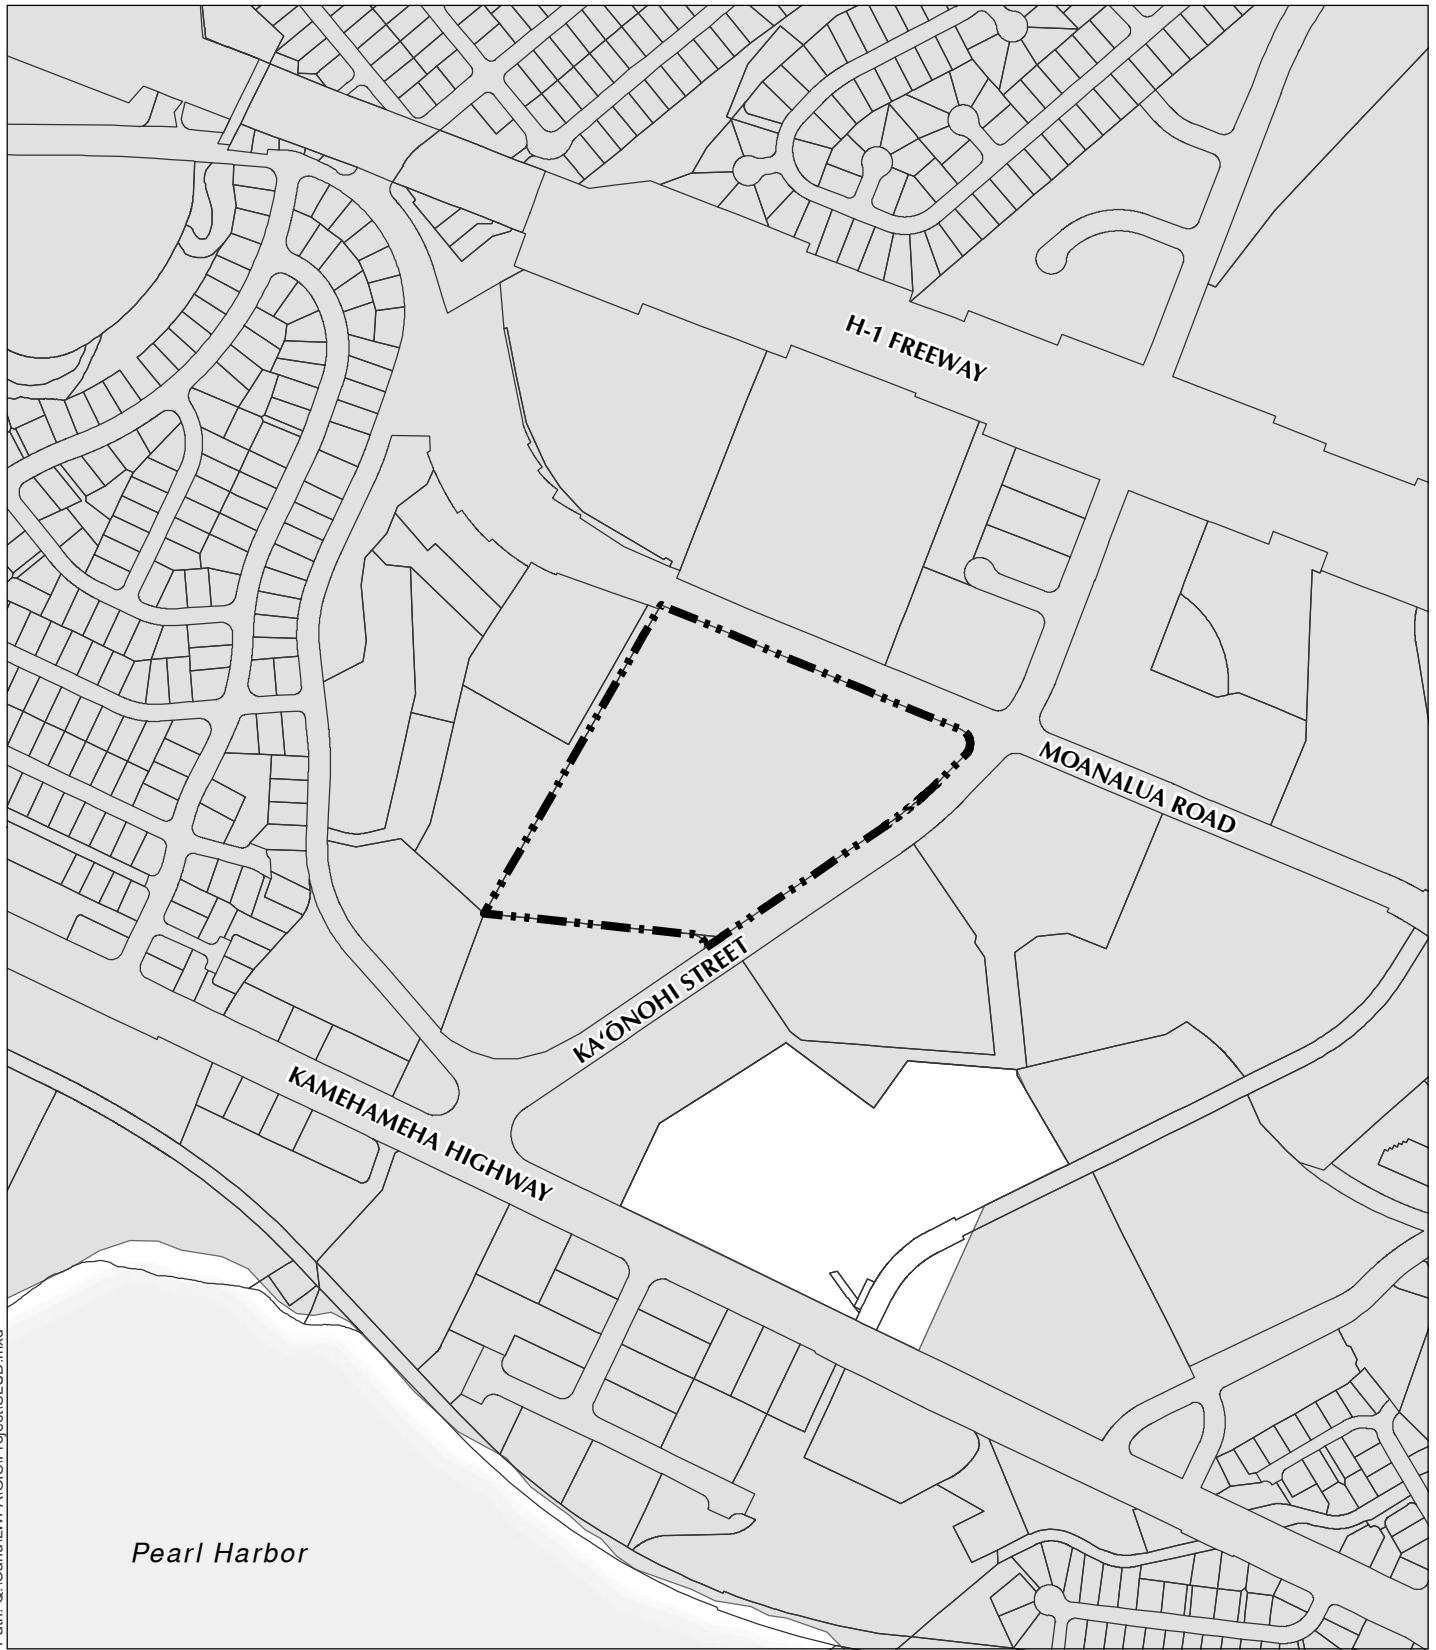 H-1 FREEWAY
MOANALUA ROAD
KAʻŌNOHI STREET
KAMEHAMEHA HIGHWAY
Pearl Harbor